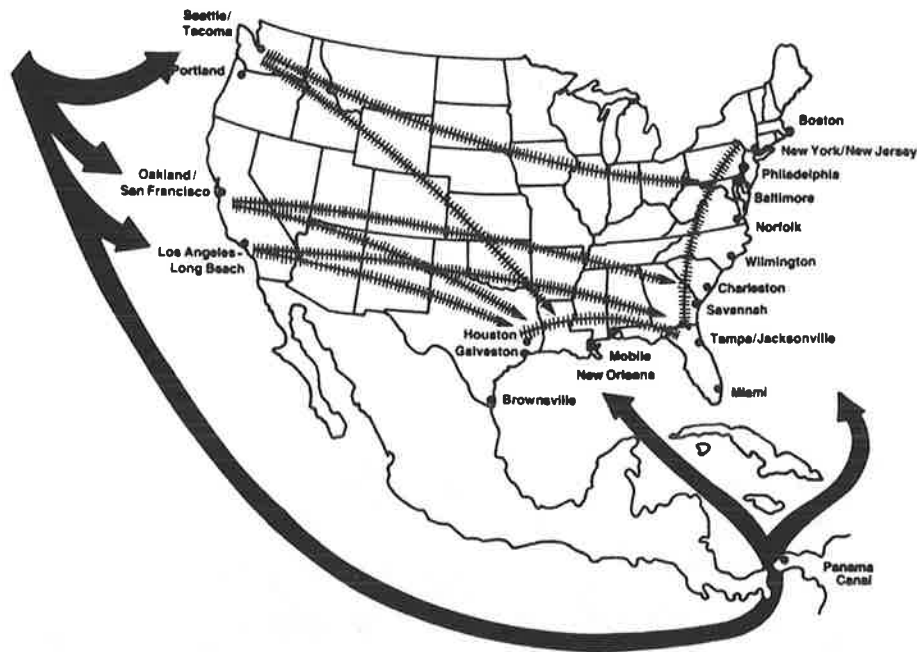 Seattle/
Tacoma
Portland
Oakland/
San Francisco
Los Angeles -
Long Beach
Boston
New York/New Jersey
Philadelphia
Baltimore
Norfolk
Wilmington
Charleston
Savannah
Tampa/Jacksonville
Houston
Galveston
Mobile
New Orleans
Miami
Brownsville
Panama
Canal